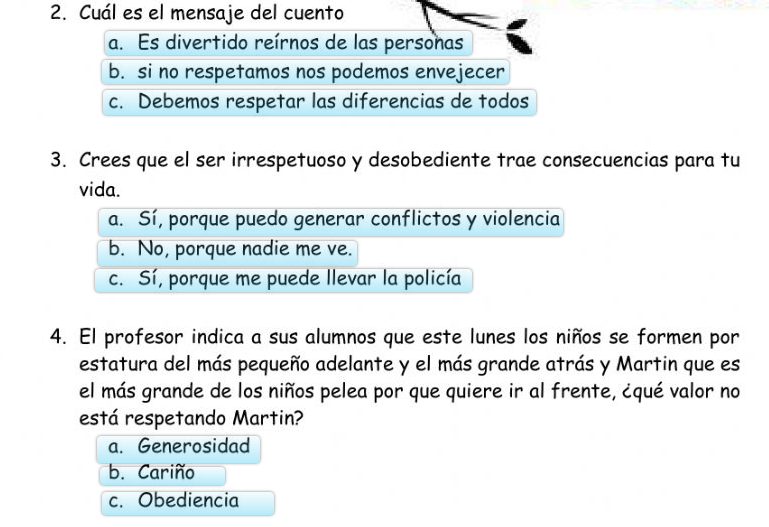 2. Cuál es el mensaje del cuento
a. Es divertido reírnos de las personas
b. si no respetamos nos podemos envejecer
c. Debemos respetar las diferencias de todos
3. Crees que el ser irrespetuoso y desobediente trae consecuencias para tu
vida.
a. Sí, porque puedo generar conflictos y violencia
b. No, porque nadie me ve.
c. Sí, porque me puede llevar la policía
4. El profesor indica a sus alumnos que este lunes los niños se formen por
estatura del más pequeño adelante y el más grande atrás y Martin que es
el más grande de los niños pelea por que quiere ir al frente, ¿qué valor no
está respetando Martin?
a. Generosidad
b. Cariño
c. Obediencia